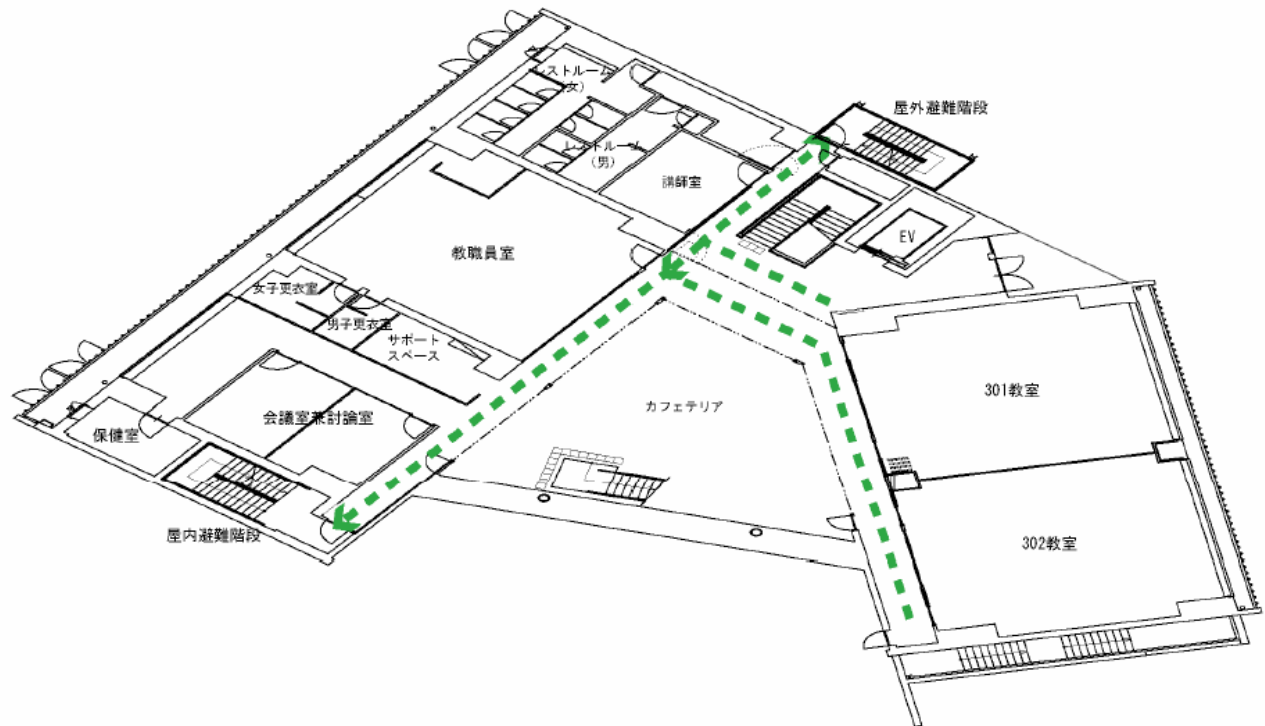 レストルーム
(女)
屋外避難階段
レストルーム
(男)
講師室
EV
教職員室
女子更衣室
男子更衣室
サポート
スペース
301教室
カフェテリア
会議室兼討論室
保健室
屋内避難階段
302教室